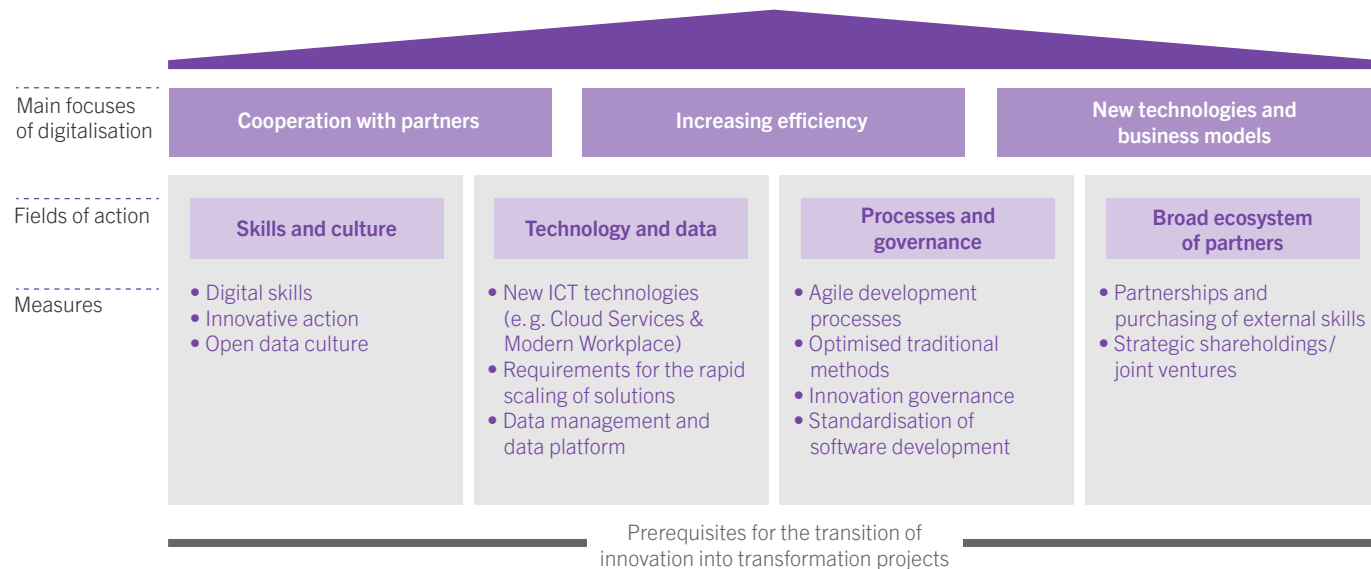 Main focuses
of digitalisation
Cooperation with partners
Increasing efficiency
New technologies and
business models
Fields of action
Skills and culture
Technology and data
Processes and
governance
Broad ecosystem
of partners
Measures
• Digital skills
• Innovative action
• Open data culture
• New ICT technologies
(e. g. Cloud Services &
Modern Workplace)
• Requirements for the rapid
scaling of solutions
• Data management and
data platform
• Agile development
processes
• Optimised traditional
methods
• Innovation governance
• Standardisation of
software development
• Partnerships and
purchasing of external skills
• Strategic shareholdings/
joint ventures
Prerequisites for the transition of
innovation into transformation projects